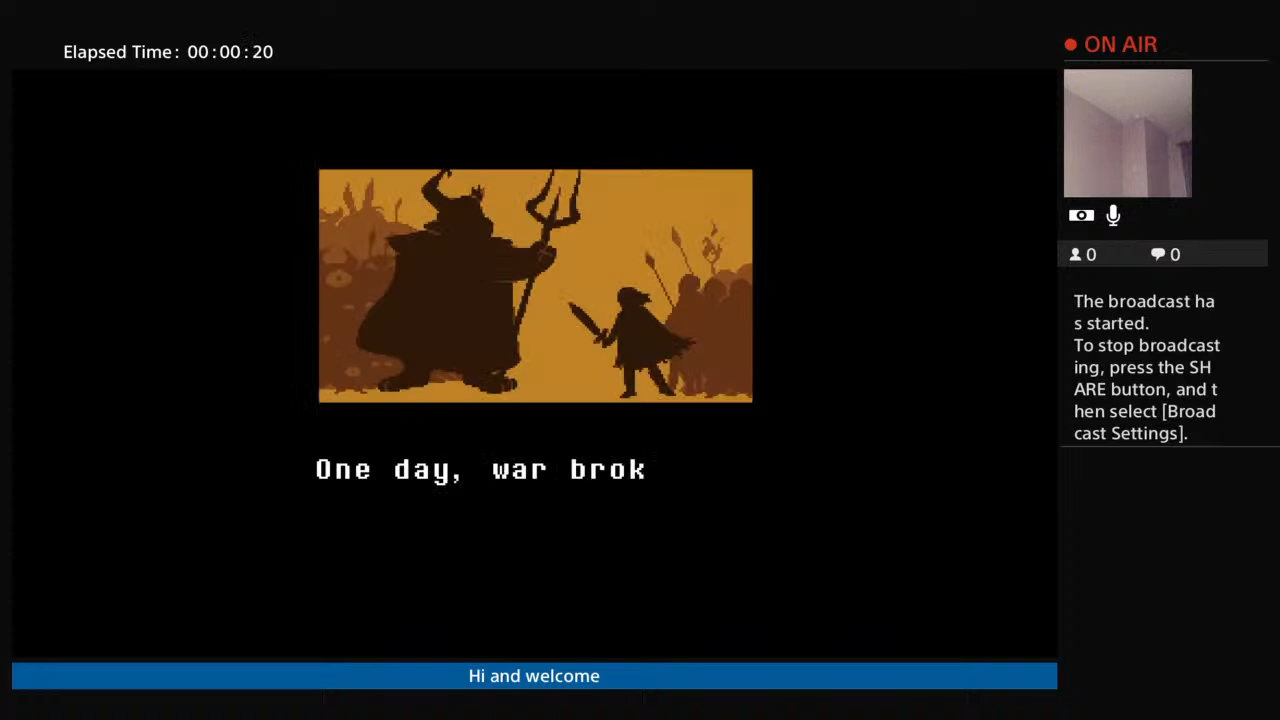 Elapsed Time: 00:00:20
ON AIR
0
0
The broadcast ha
s started.
To stop broadcast
ing, press the SH
ARE button, and t
hen select [Broad
cast Settings].
One day, war brok
Hi and welcome